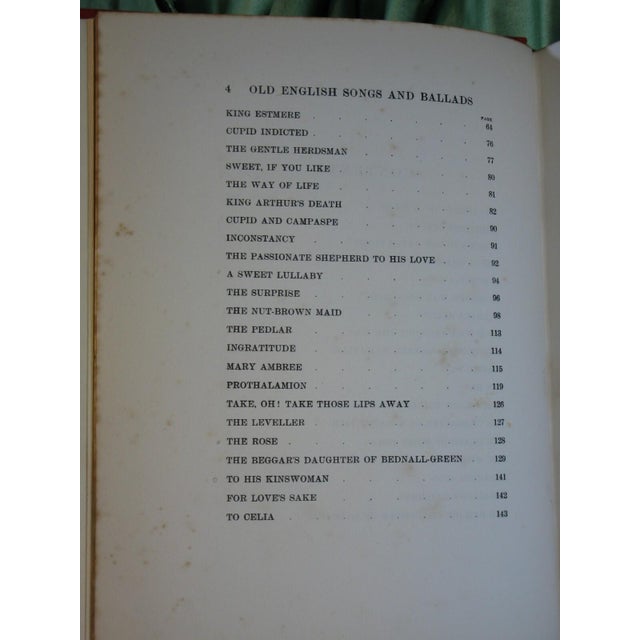 4 OLD ENGLISH SONGS AND BALLADS
PAGE
KING ESTMERE . . . . . . . 64
CUPID INDICTED . . . . . . . 76
THE GENTLE HERDSMAN . . . . . 77
SWEET, IF YOU LIKE . . . . . . 80
THE WAY OF LIFE . . . . . . 81
KING ARTHUR'S DEATH . . . . . 82
CUPID AND CAMPASPE . . . . . 90
INCONSTANCY . . . . . . . 91
THE PASSIONATE SHEPHERD TO HIS LOVE . . 92
A SWEET LULLABY . . . . . . 94
THE SURPRISE . . . . . . . 96
THE NUT-BROWN MAID . . . . . 98
THE PEDLAR . . . . . . . 113
INGRATITUDE . . . . . . . 114
MARY AMBREE . . . . . . . 115
PROTHALAMION . . . . . . . 119
TAKE, OH! TAKE THOSE LIPS AWAY . . . 126
THE LEVELLER . . . . . . . 127
THE ROSE . . . . . . . 128
THE BEGGAR'S DAUGHTER OF BEDNALL-GREEN . 129
TO HIS KINSWOMAN . . . . . . 141
FOR LOVE'S SAKE . . . . . . 142
TO CELIA . . . . . . . 143